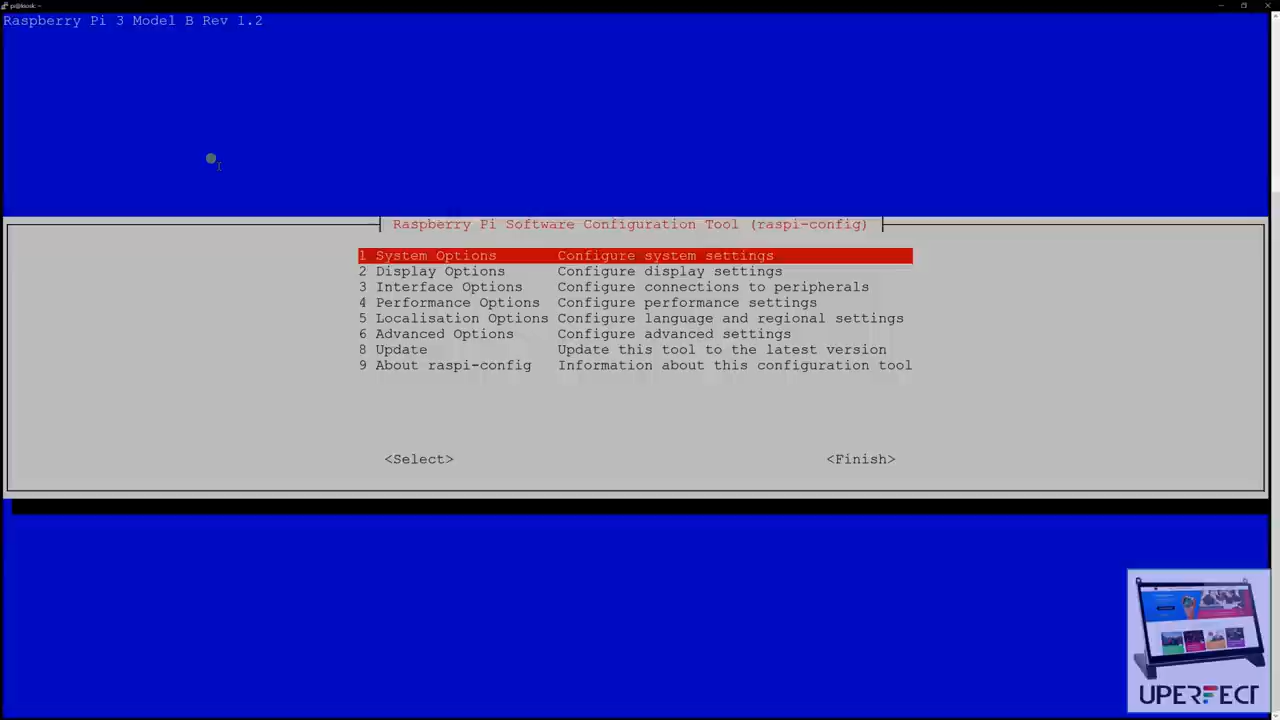 pi@kiosk: ~
Raspberry Pi 3 Model B Rev 1.2
Raspberry Pi Software Configuration Tool (raspi-config)
1 System Options Configure system settings
2 Display Options Configure display settings
3 Interface Options Configure connections to peripherals
4 Performance Options Configure performance settings
5 Localisation Options Configure language and regional settings
6 Advanced Options Configure advanced settings
8 Update Update this tool to the latest version
9 About raspi-config Information about this configuration tool
<Select> <Finish>
UPERFECT